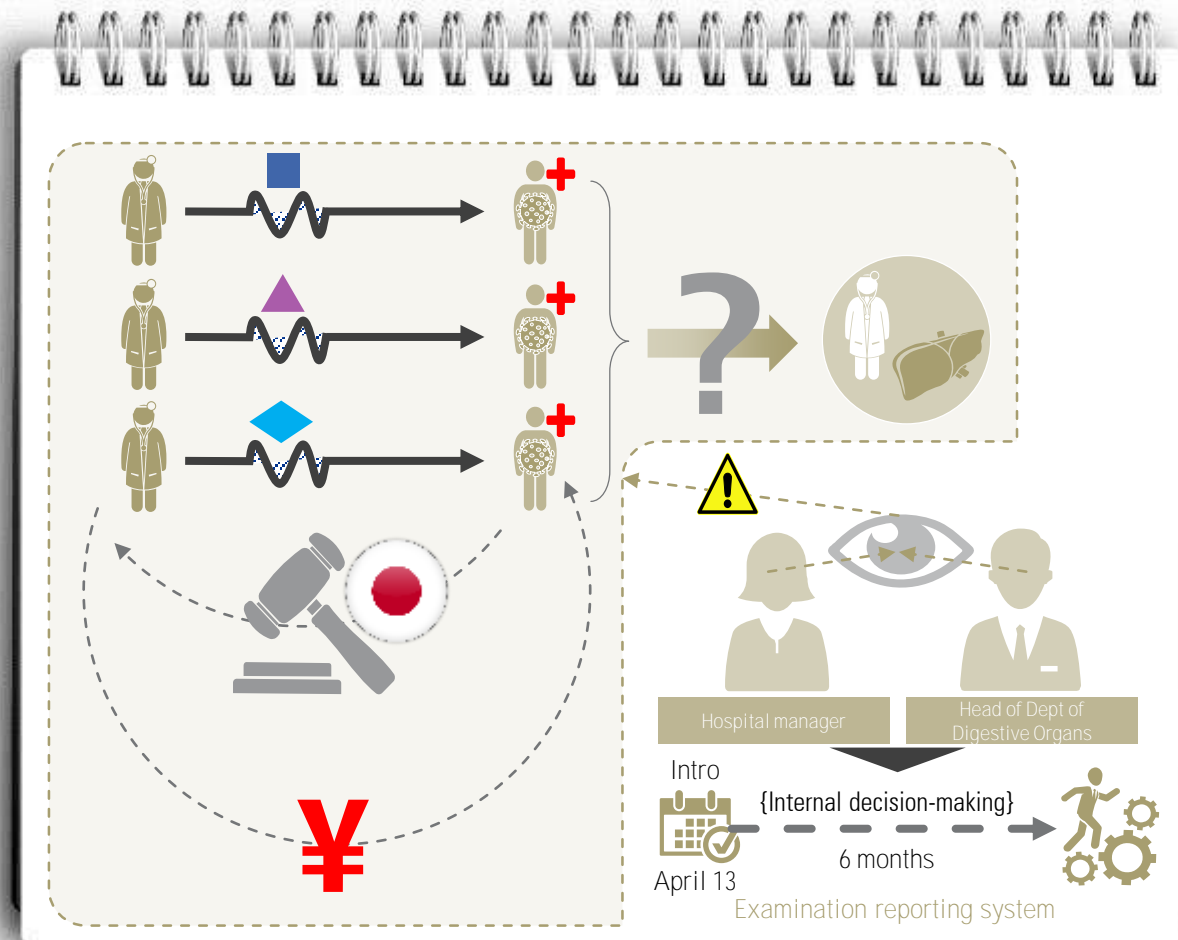 ?
!
Hospital manager
Head of Dept of
Digestive Organs
¥
Intro
{Internal decision-making}
6 months
April 13
Examination reporting system